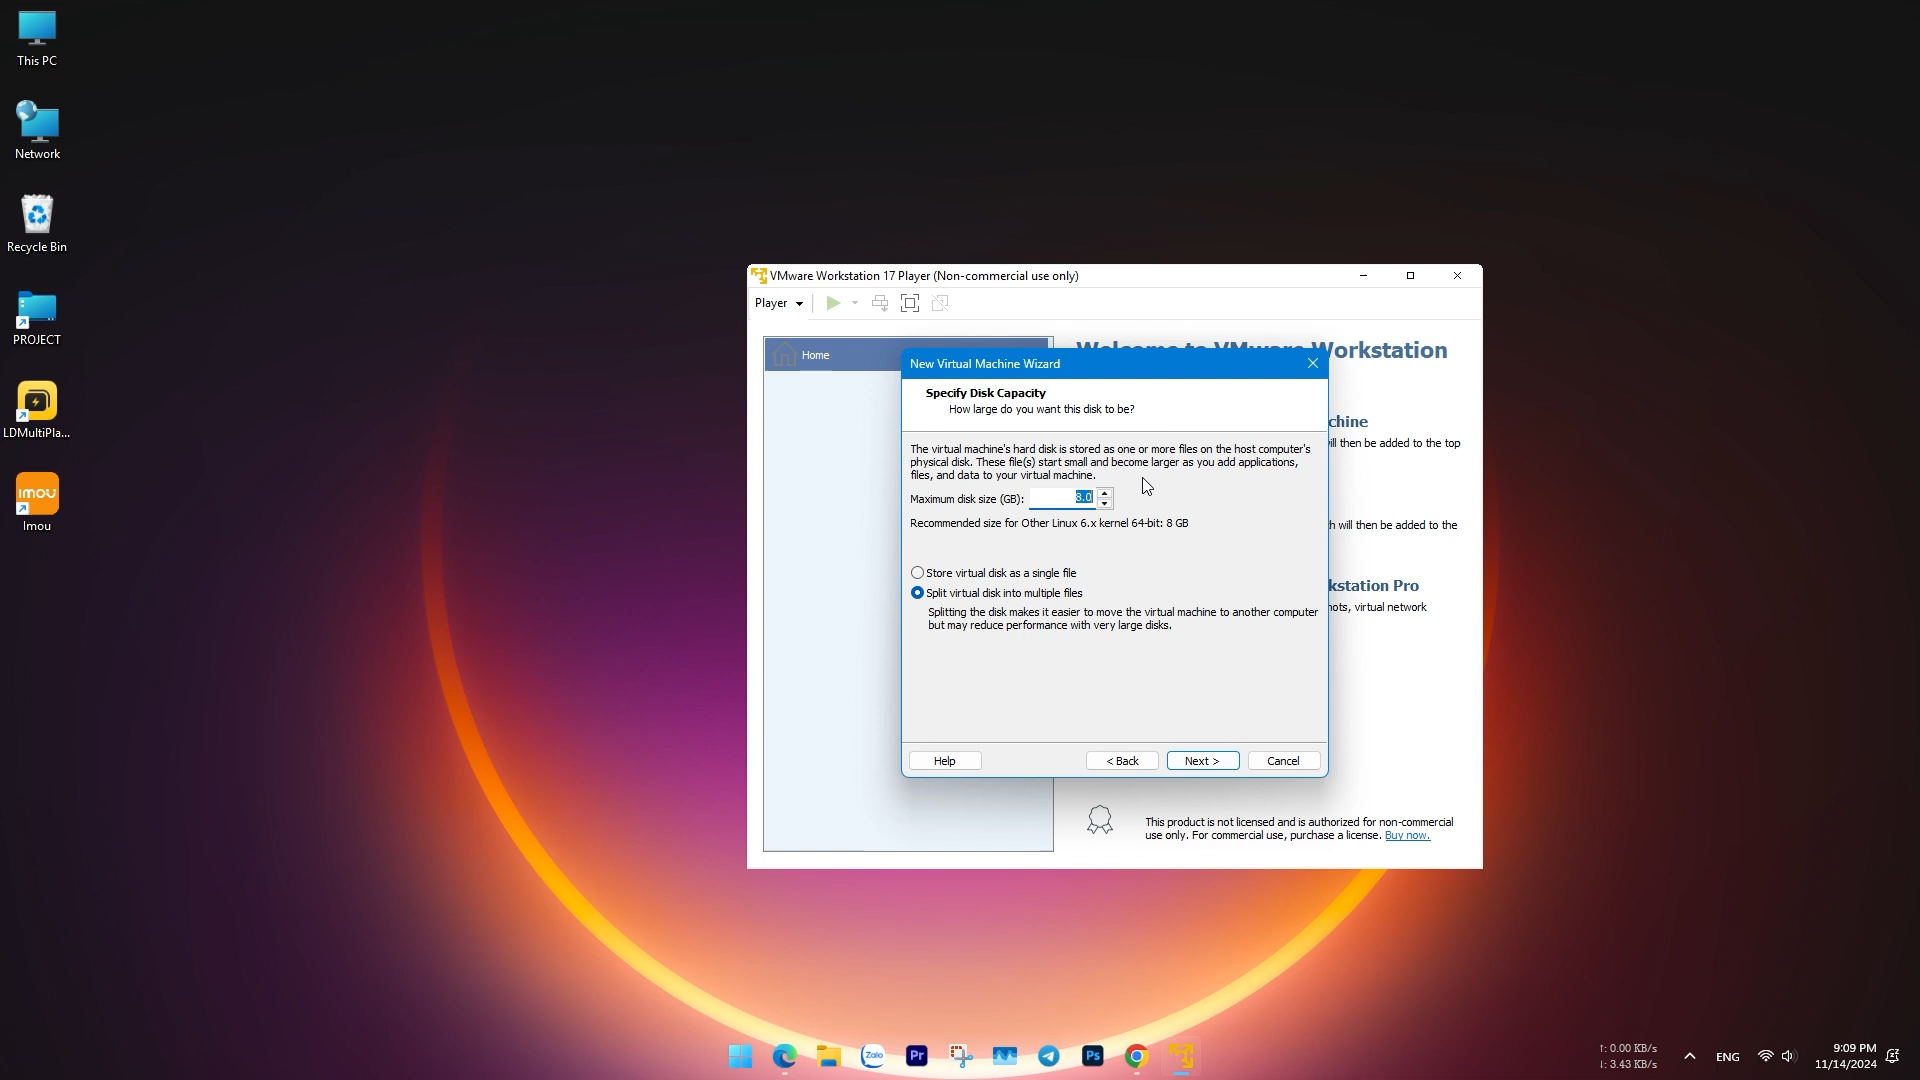 This PC
Network
Recycle Bin
PROJECT
LDMultiPla...
imou
Imou
VMware Workstation 17 Player (Non-commercial use only)
Player
Home
Welcome to VMware Workstation
New Virtual Machine Wizard
Specify Disk Capacity
How large do you want this disk to be?
chine
ill then be added to the top
The virtual machine's hard disk is stored as one or more files on the host computer's
physical disk. These file(s) start small and become larger as you add applications,
files, and data to your virtual machine.
Maximum disk size (GB): 8.0
Recommended size for Other Linux 6.x kernel 64-bit: 8 GB
h will then be added to the
Store virtual disk as a single file
Split virtual disk into multiple files
Splitting the disk makes it easier to move the virtual machine to another computer
but may reduce performance with very large disks.
kstation Pro
ots, virtual network
Help
< Back
Next >
Cancel
This product is not licensed and is authorized for non-commercial
use only. For commercial use, purchase a license. Buy now.
Zalo
Pr
Ps
↑: 0.00 KB/s
↓: 3.43 KB/s
ENG
9:09 PM
11/14/2024